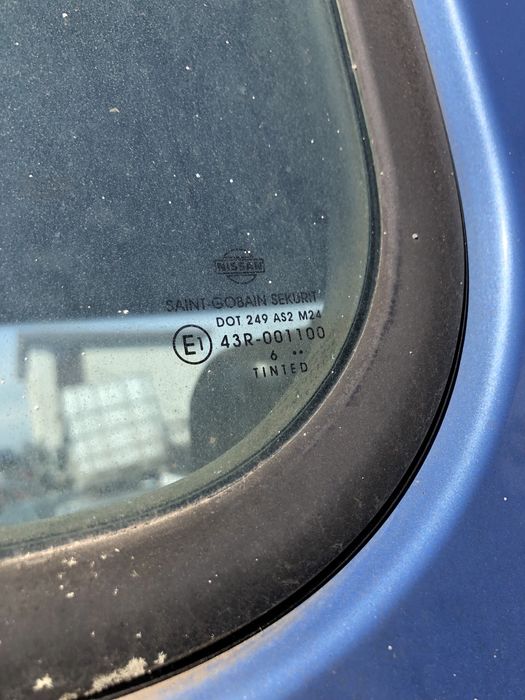 NISSAN
SAINT-GOBAIN SEKURIT
DOT 249 AS2 M24
E1 43R-001100
6 ••
TINTED